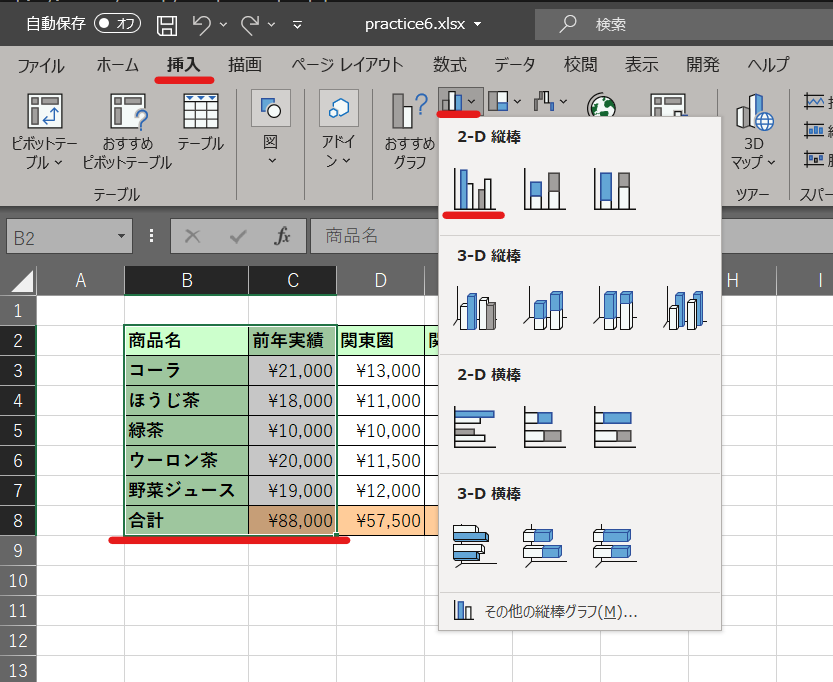 自動保存 オフ practice6.xlsx 検索
ファイル ホーム 挿入 描画 ページ レイアウト 数式 データ 校閲 表示 開発 ヘルプ
ピボットテーブル
おすすめ
ピボットテーブル
テーブル
図
アドイン
おすすめ
グラフ
3D
マップ
テーブル
ツアー
スパー
B2 fx 商品名
2-D 縦棒
3-D 縦棒
2-D 横棒
3-D 横棒
その他の縦棒グラフ(M)...
A B C D H I
1
2 商品名 前年実績 関東圏
3 コーラ ¥21,000 ¥13,000
4 ほうじ茶 ¥18,000 ¥11,000
5 緑茶 ¥10,000 ¥10,000
6 ウーロン茶 ¥20,000 ¥11,500
7 野菜ジュース ¥19,000 ¥12,000
8 合計 ¥88,000 ¥57,500
9
10
11
12
13